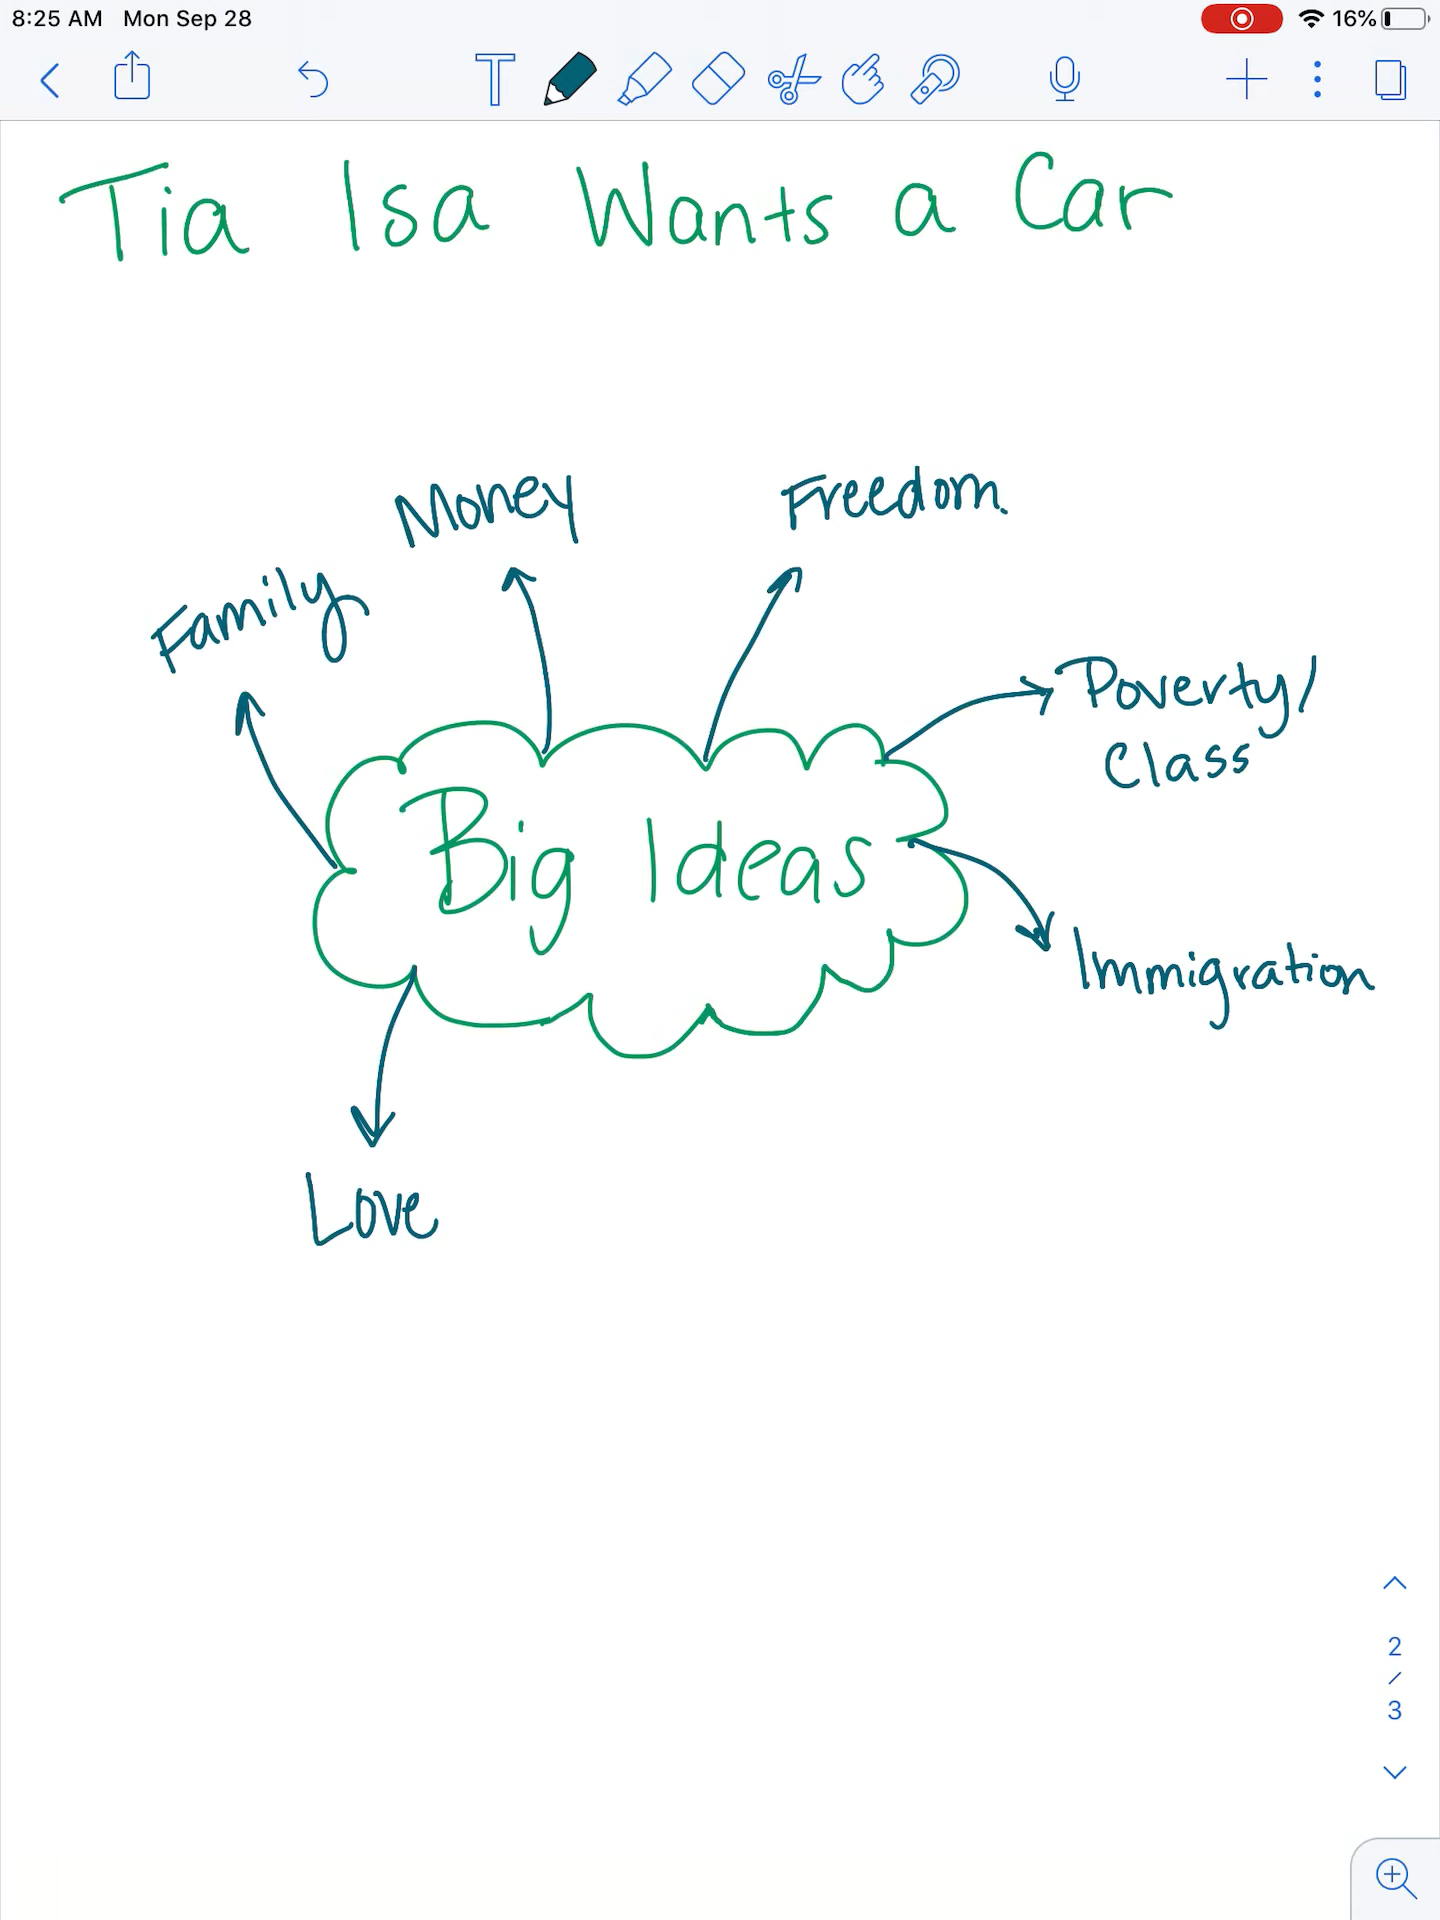 8:25 AM Mon Sep 28 16%
T
Tia Isa Wants a Car
Money
Freedom.
Family
Poverty/
Class
Big Ideas
Immigration
Love
2
/
3